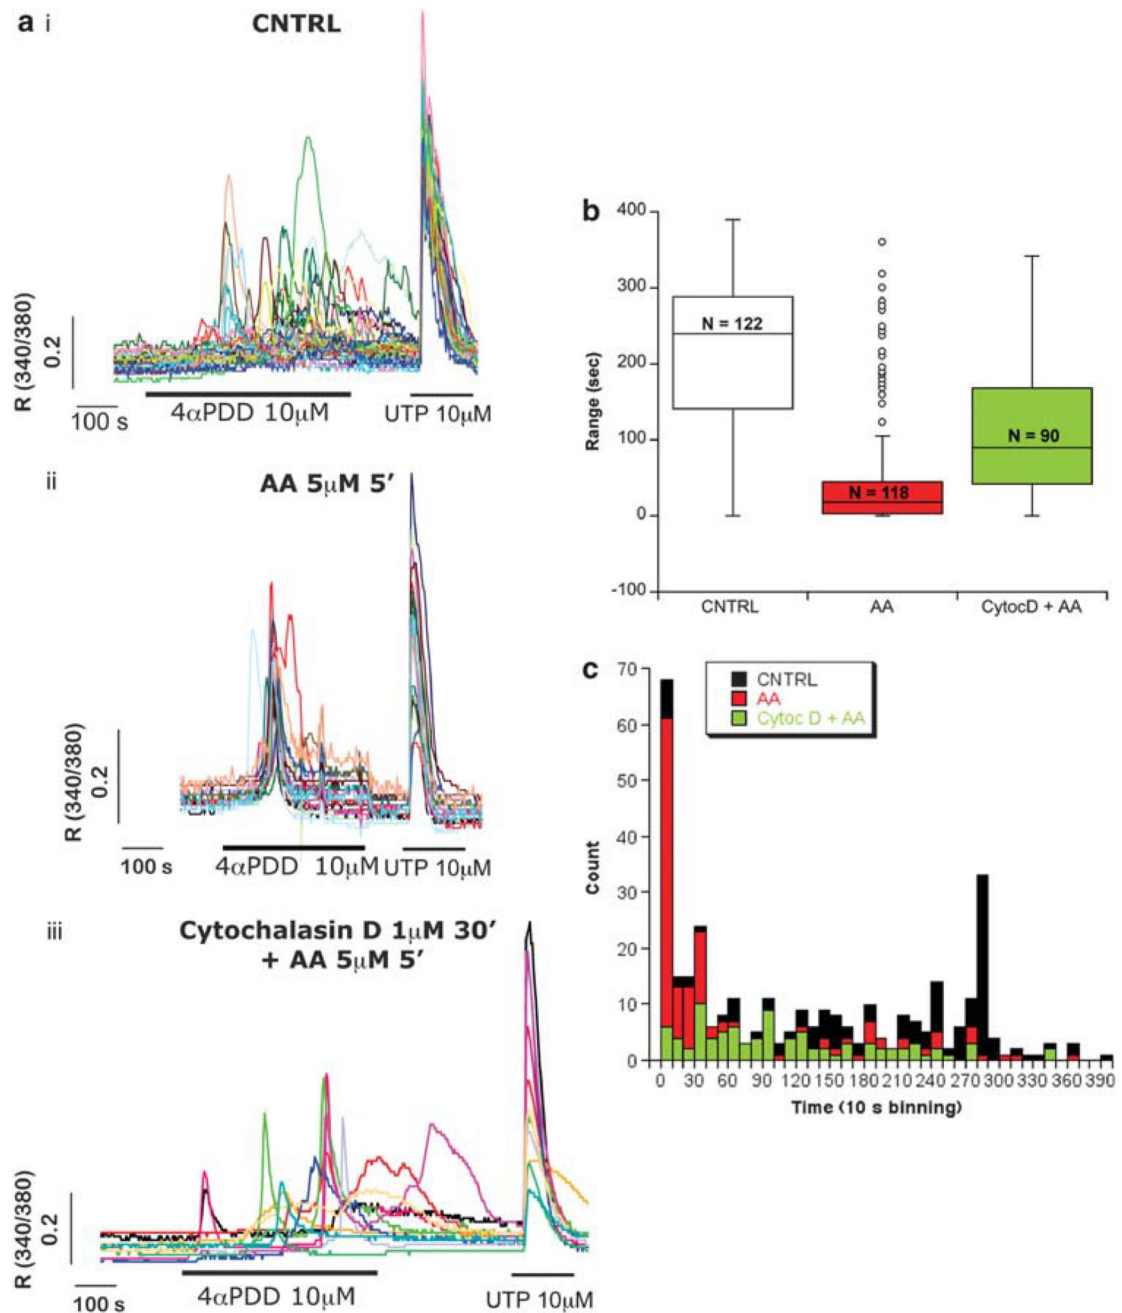 a i
CNTRL
R (340/380)
0.2
100 s
4αPDD 10μM
UTP 10μM
ii
AA 5μM 5′
R (340/380)
0.2
100 s
4αPDD 10μM
UTP 10μM
iii
Cytochalasin D 1μM 30′
+ AA 5μM 5′
R (340/380)
0.2
100 s
4αPDD 10μM
UTP 10μM
b
400
300
200
100
0
-100
Range (sec)
N = 122
N = 118
N = 90
CNTRL
AA
CytocD + AA
c
70
60
50
40
30
20
10
0
Count
CNTRL
AA
Cytoc D + AA
0 30 60 90 120 150 180 210 240 270 300 330 360 390
Time (10 s binning)